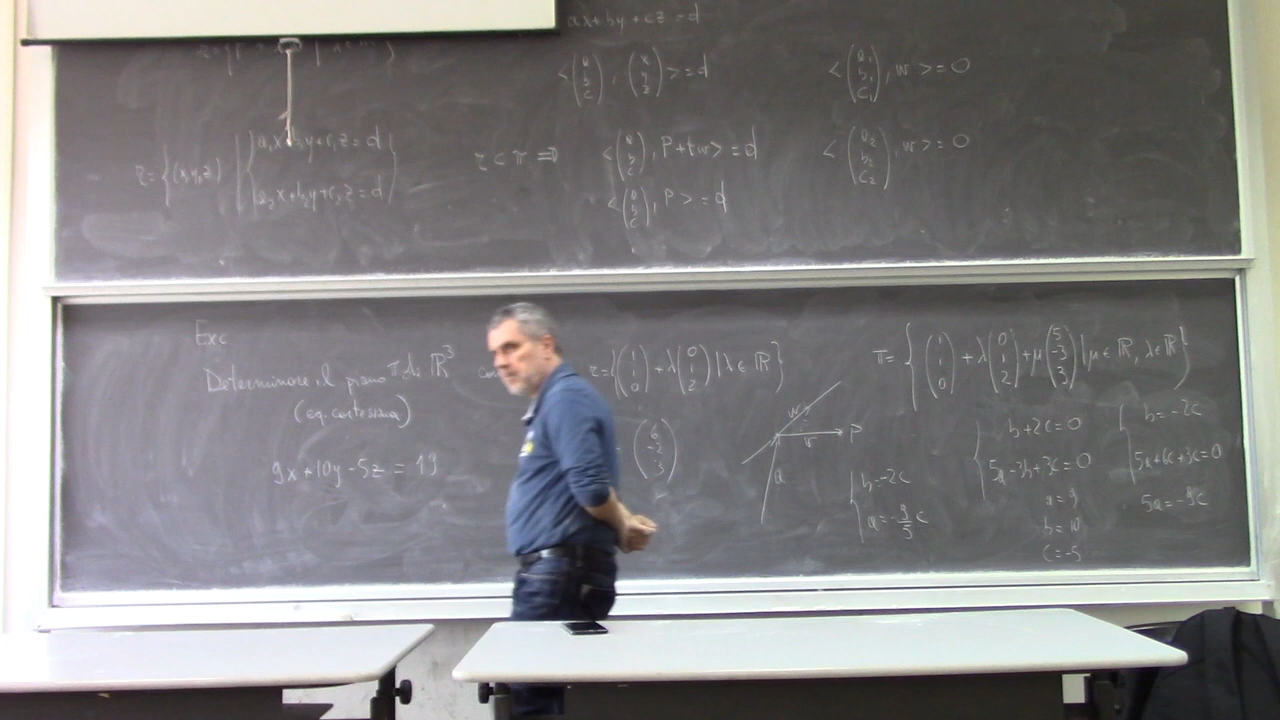 ax+by+cz=d
<(a b c), (x y z)>=d
<(a₁ b₁ c₁), w>=0
r={(x,y,z) | {a₁x+b₁y+c₁z=d
a₂x+b₂y+c₂z=d}
r⊂π ⇒ <(a b c), P+tw>=d
<(a b c), P>=d
<(a₂ b₂ c₂), w>=0
Exc
Determinare il piano π di ℝ³
(eq. cartesiana)
9x+10y-5z=19
r={(1 1 0)+λ(0 1 2) | λ∈ℝ}
(6 -2 3)
w
v
P
a
π={(1 1 0)+λ(0 1 2)+μ(5 -3 3) | μ∈ℝ, λ∈ℝ}
{b=-2c
a=-9/5 c
{b+2c=0
5a-3b+3c=0
a=9
b=10
c=-5
{b=-2c
5a+6c+3c=0
5a=-9c